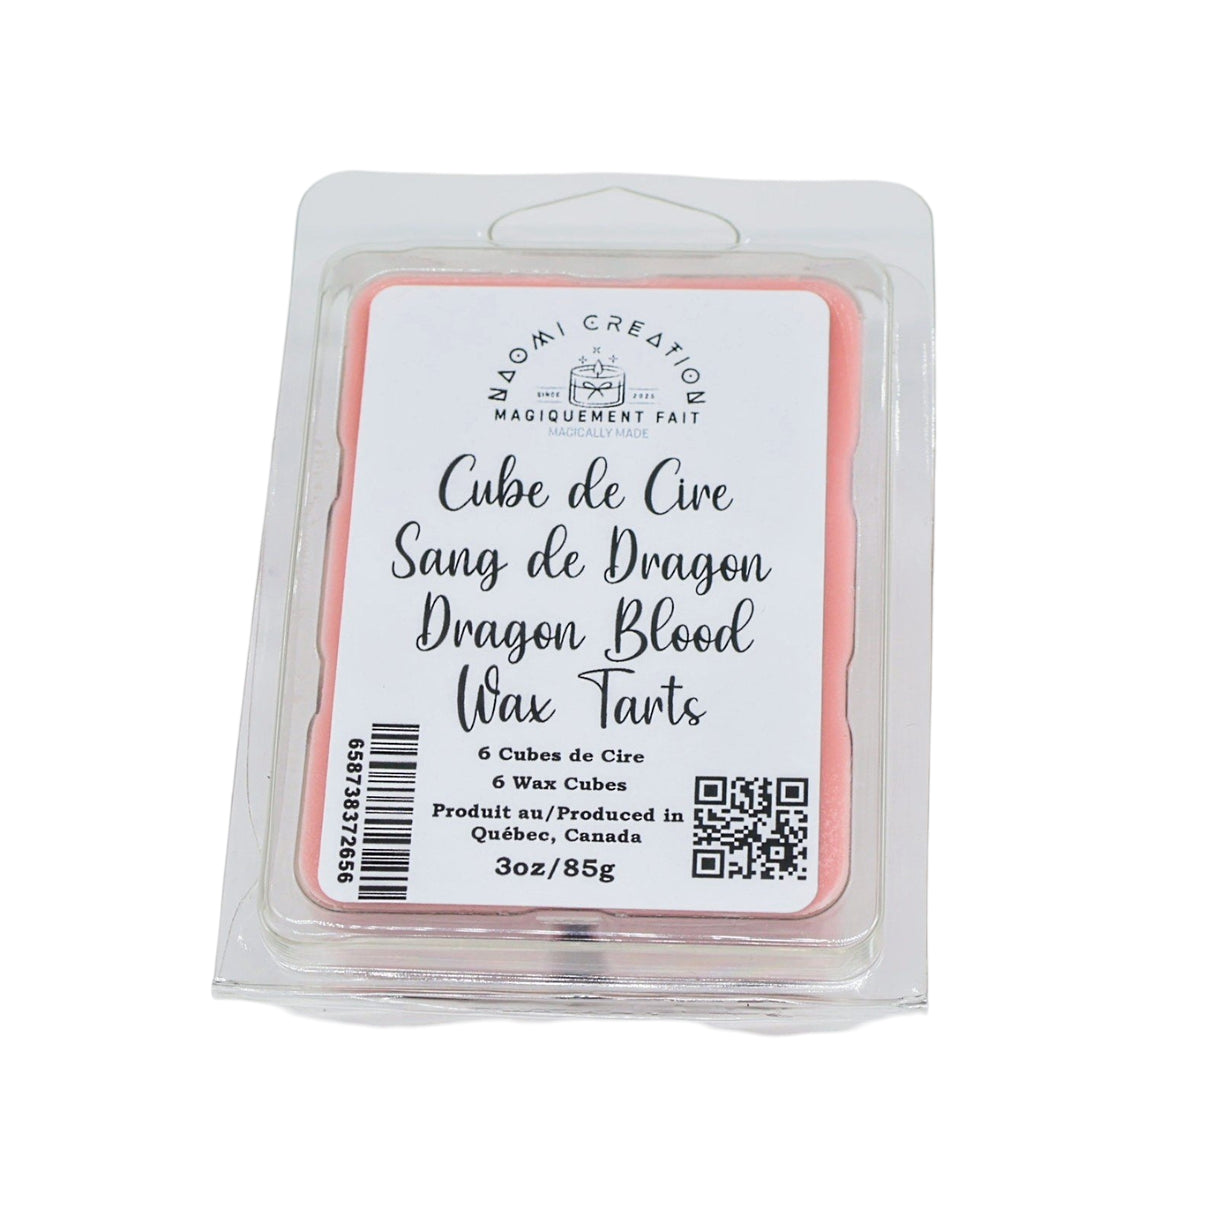 NAOMI CREATION
SINCE 2025
MAGIQUEMENT FAIT
MAGICALLY MADE
Cube de Cire
Sang de Dragon
Dragon Blood
Wax Tarts
6 Cubes de Cire
6 Wax Cubes
Produit au/Produced in
Québec, Canada
3oz/85g
658738372656